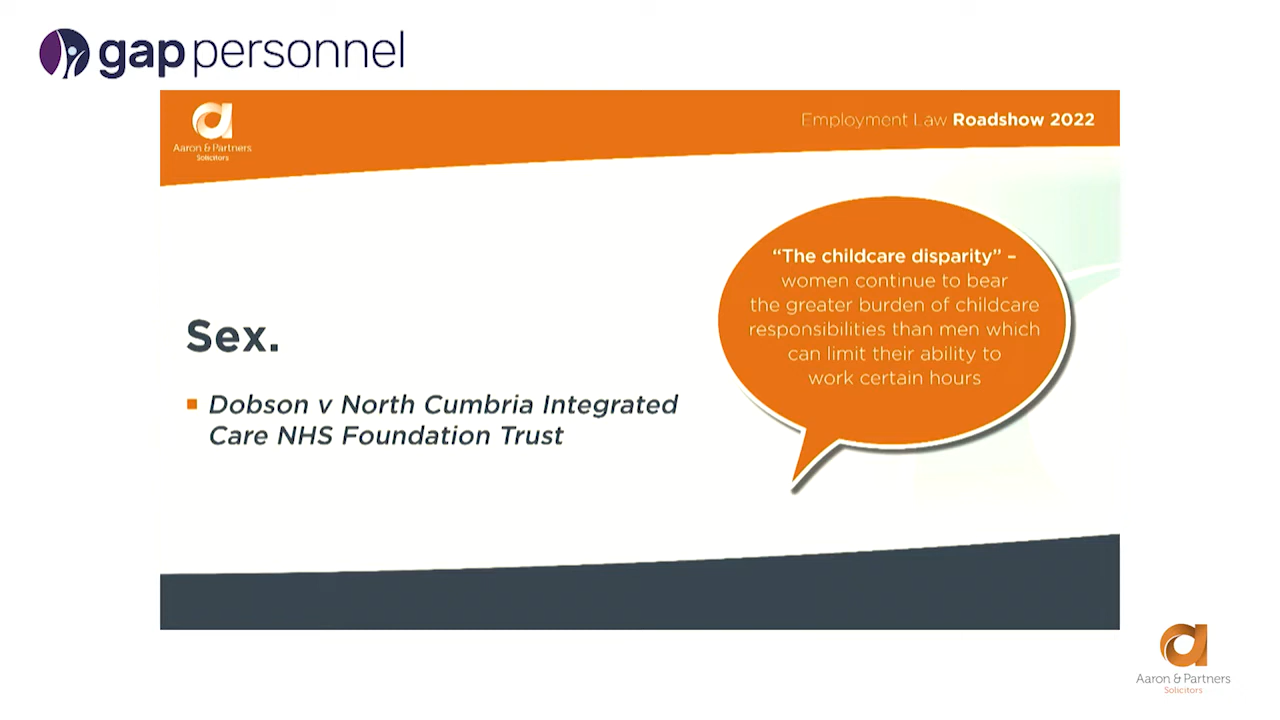 gap personnel
Aaron & Partners
Solicitors
Employment Law Roadshow 2022
Sex.
Dobson v North Cumbria Integrated
Care NHS Foundation Trust
“The childcare disparity” –
women continue to bear
the greater burden of childcare
responsibilities than men which
can limit their ability to
work certain hours
Aaron & Partners
Solicitors